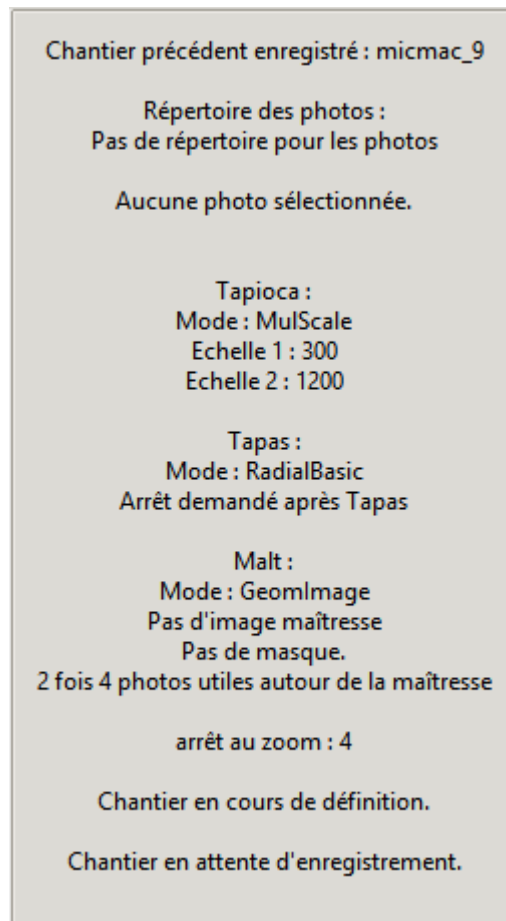 Chantier précédent enregistré : micmac_9
Répertoire des photos :
Pas de répertoire pour les photos
Aucune photo sélectionnée.
Tapioca :
Mode : MulScale
Echelle 1 : 300
Echelle 2 : 1200
Tapas :
Mode : RadialBasic
Arrêt demandé après Tapas
Malt :
Mode : GeomImage
Pas d'image maîtresse
Pas de masque.
2 fois 4 photos utiles autour de la maîtresse
arrêt au zoom : 4
Chantier en cours de définition.
Chantier en attente d'enregistrement.